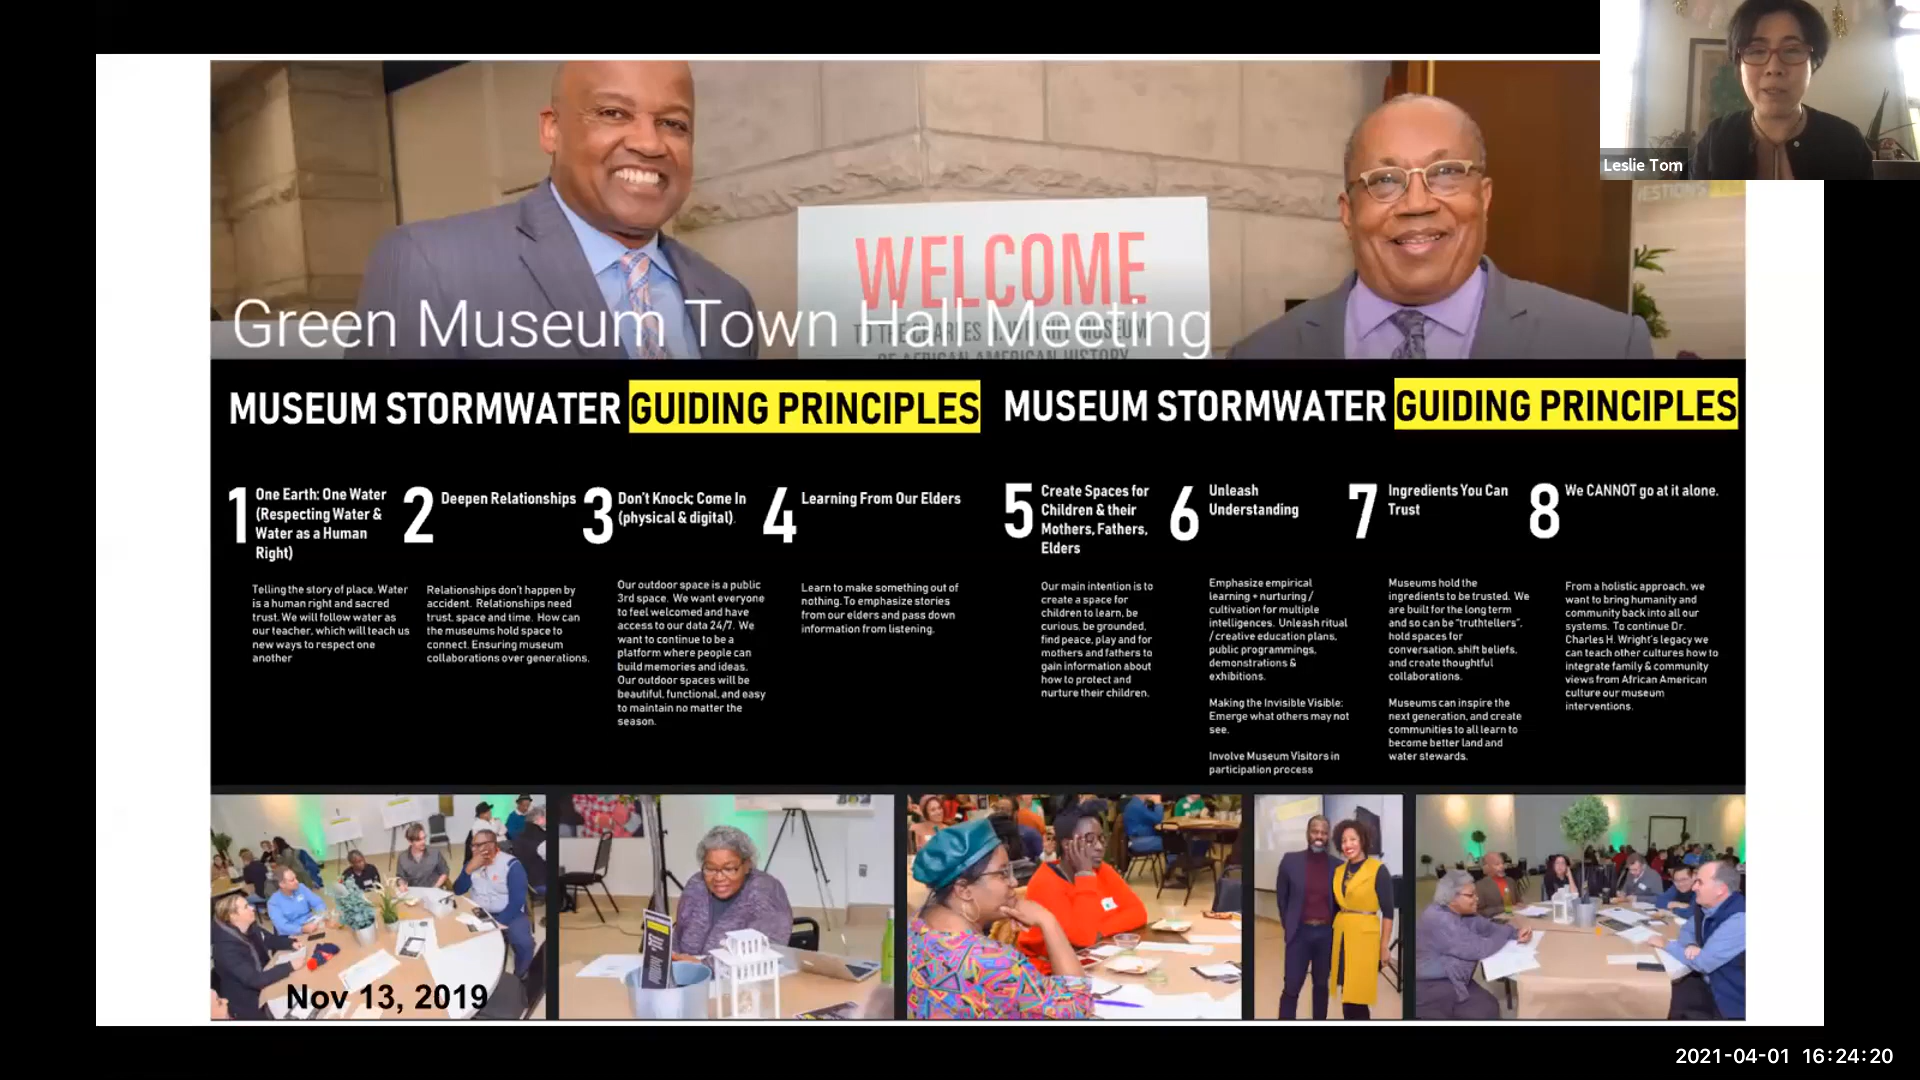 Leslie Tom
WELCOME
TO THE CHARLES H. WRIGHT MUSEUM
OF AFRICAN AMERICAN HISTORY
Green Museum Town Hall Meeting
MUSEUM STORMWATER GUIDING PRINCIPLES
1
One Earth: One Water
(Respecting Water &
Water as a Human
Right)
Telling the story of place. Water
is a human right and sacred
trust. We will follow water as
our teacher, which will teach us
new ways to respect one
another
2
Deepen Relationships
Relationships don't happen by
accident. Relationships need
trust, space and time. How can
the museums hold space to
connect. Ensuring museum
collaborations over generations.
3
Don't Knock; Come In
(physical & digital).
Our outdoor space is a public
3rd space. We want everyone
to feel welcomed and have
access to our data 24/7. We
want to continue to be a
platform where people can
build memories and ideas.
Our outdoor spaces will be
beautiful, functional, and easy
to maintain no matter the
season.
4
Learning From Our Elders
Learn to make something out of
nothing. To emphasize stories
from our elders and pass down
information from listening.
MUSEUM STORMWATER GUIDING PRINCIPLES
5
Create Spaces for
Children & their
Mothers, Fathers,
Elders
Our main intention is to
create a space for
children to learn, be
curious, be grounded,
find peace, play and for
mothers and fathers to
gain information about
how to protect and
nurture their children.
6
Unleash
Understanding
Emphasize empirical
learning + nurturing /
cultivation for multiple
intelligences. Unleash ritual
/ creative education plans,
public programmings,
demonstrations &
exhibitions.
Making the Invisible Visible:
Emerge what others may not
see.
Involve Museum Visitors in
participation process
7
Ingredients You Can
Trust
Museums hold the
ingredients to be trusted. We
are built for the long term
and so can be "truthtellers",
hold spaces for
conversation, shift beliefs,
and create thoughtful
collaborations.
Museums can inspire the
next generation, and create
communities to all learn to
become better land and
water stewards.
8
We CANNOT go at it alone.
From a holistic approach, we
want to bring humanity and
community back into all our
systems. To continue Dr.
Charles H. Wright's legacy we
can teach other cultures how to
integrate family & community
views from African American
culture our museum
interventions.
Nov 13, 2019
2021-04-01 16:24:20